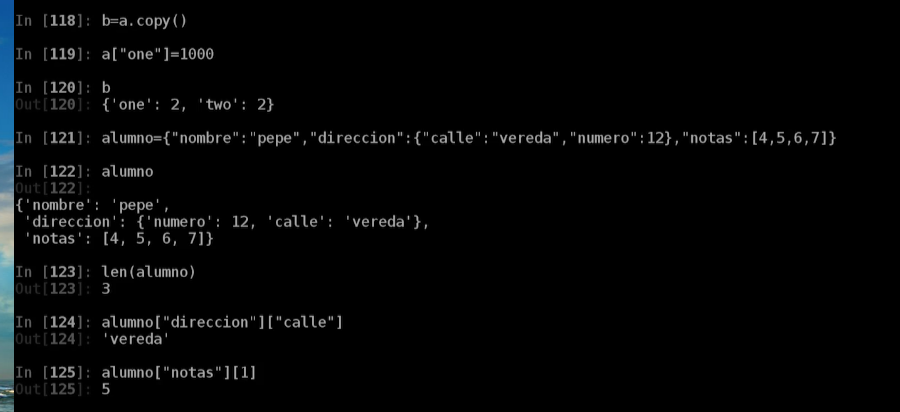 In [118]: b=a.copy()
In [119]: a["one"]=1000
In [120]: b
Out[120]: {'one': 2, 'two': 2}
In [121]: alumno={"nombre":"pepe","direccion":{"calle":"vereda","numero":12},"notas":[4,5,6,7]}
In [122]: alumno
Out[122]:
{'nombre': 'pepe',
 'direccion': {'numero': 12, 'calle': 'vereda'},
 'notas': [4, 5, 6, 7]}
In [123]: len(alumno)
Out[123]: 3
In [124]: alumno["direccion"]["calle"]
Out[124]: 'vereda'
In [125]: alumno["notas"][1]
Out[125]: 5